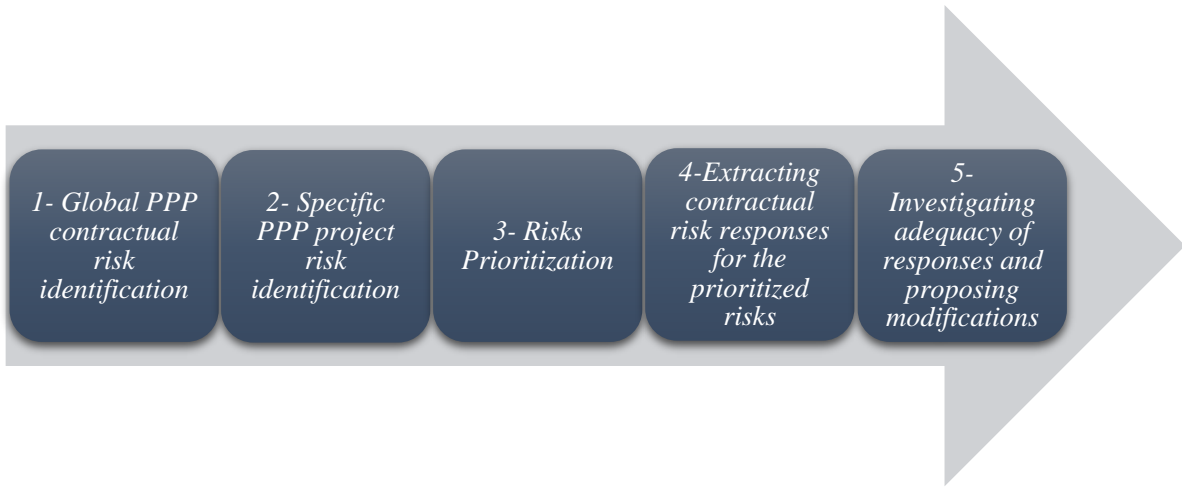 1- Global PPP
contractual
risk
identification
2- Specific
PPP project
risk
identification
3- Risks
Prioritization
4-Extracting
contractual
risk responses
for the
prioritized
risks
5-
Investigating
adequacy of
responses and
proposing
modifications